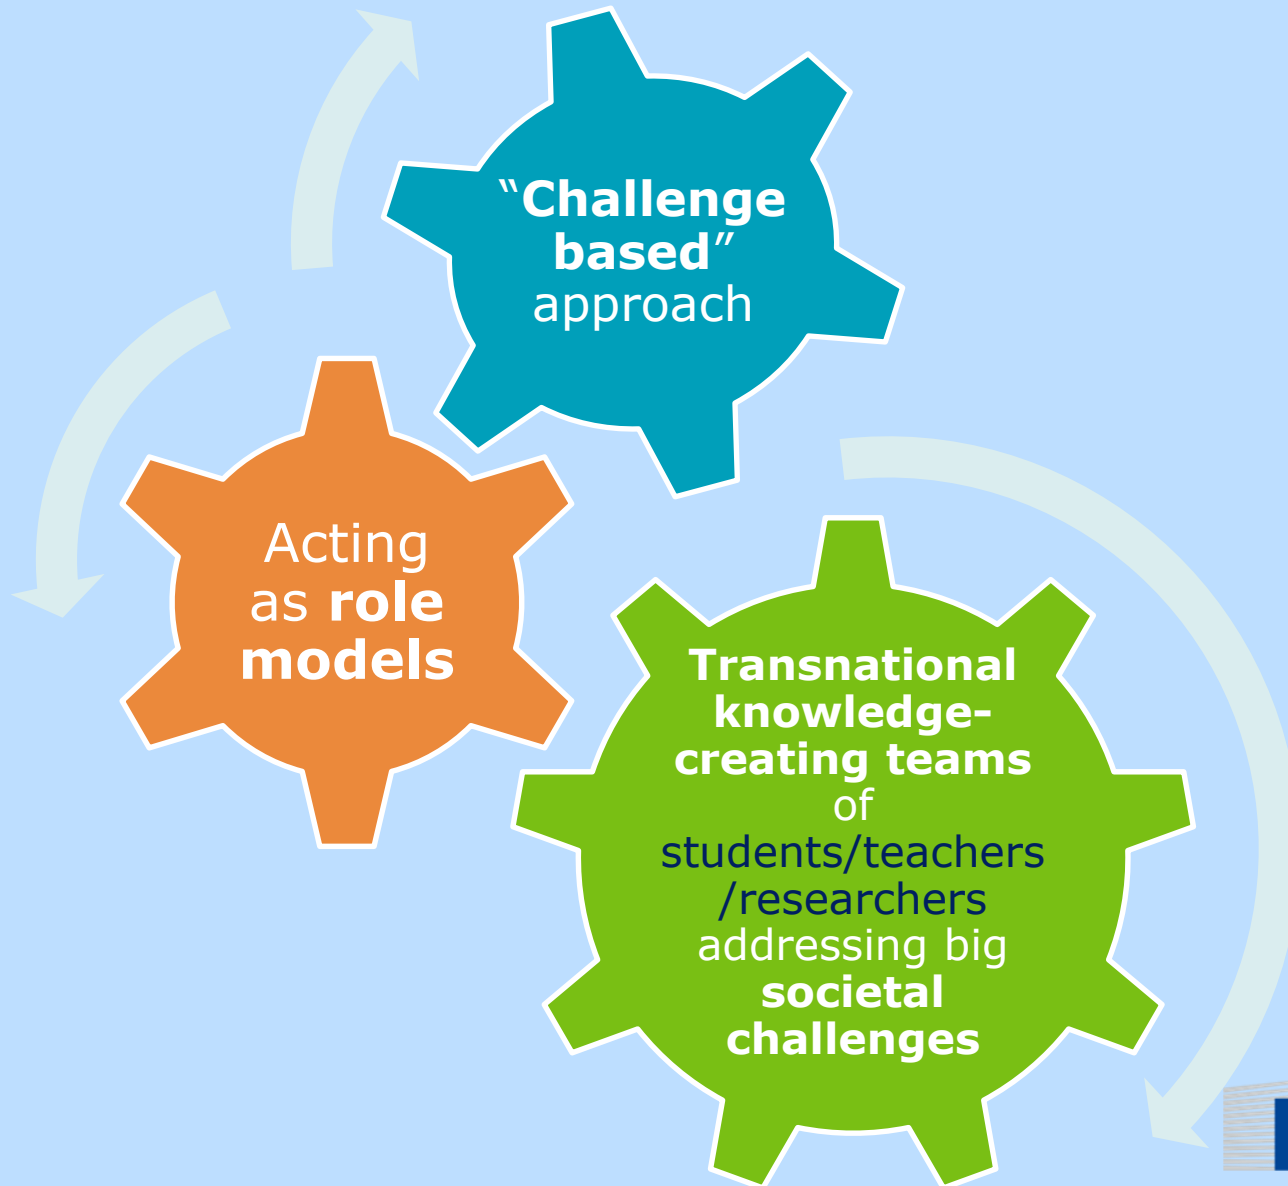 “Challenge
based”
approach
Acting
as role
models
Transnational
knowledge-
creating teams
of
students/teachers
/researchers
addressing big
societal
challenges